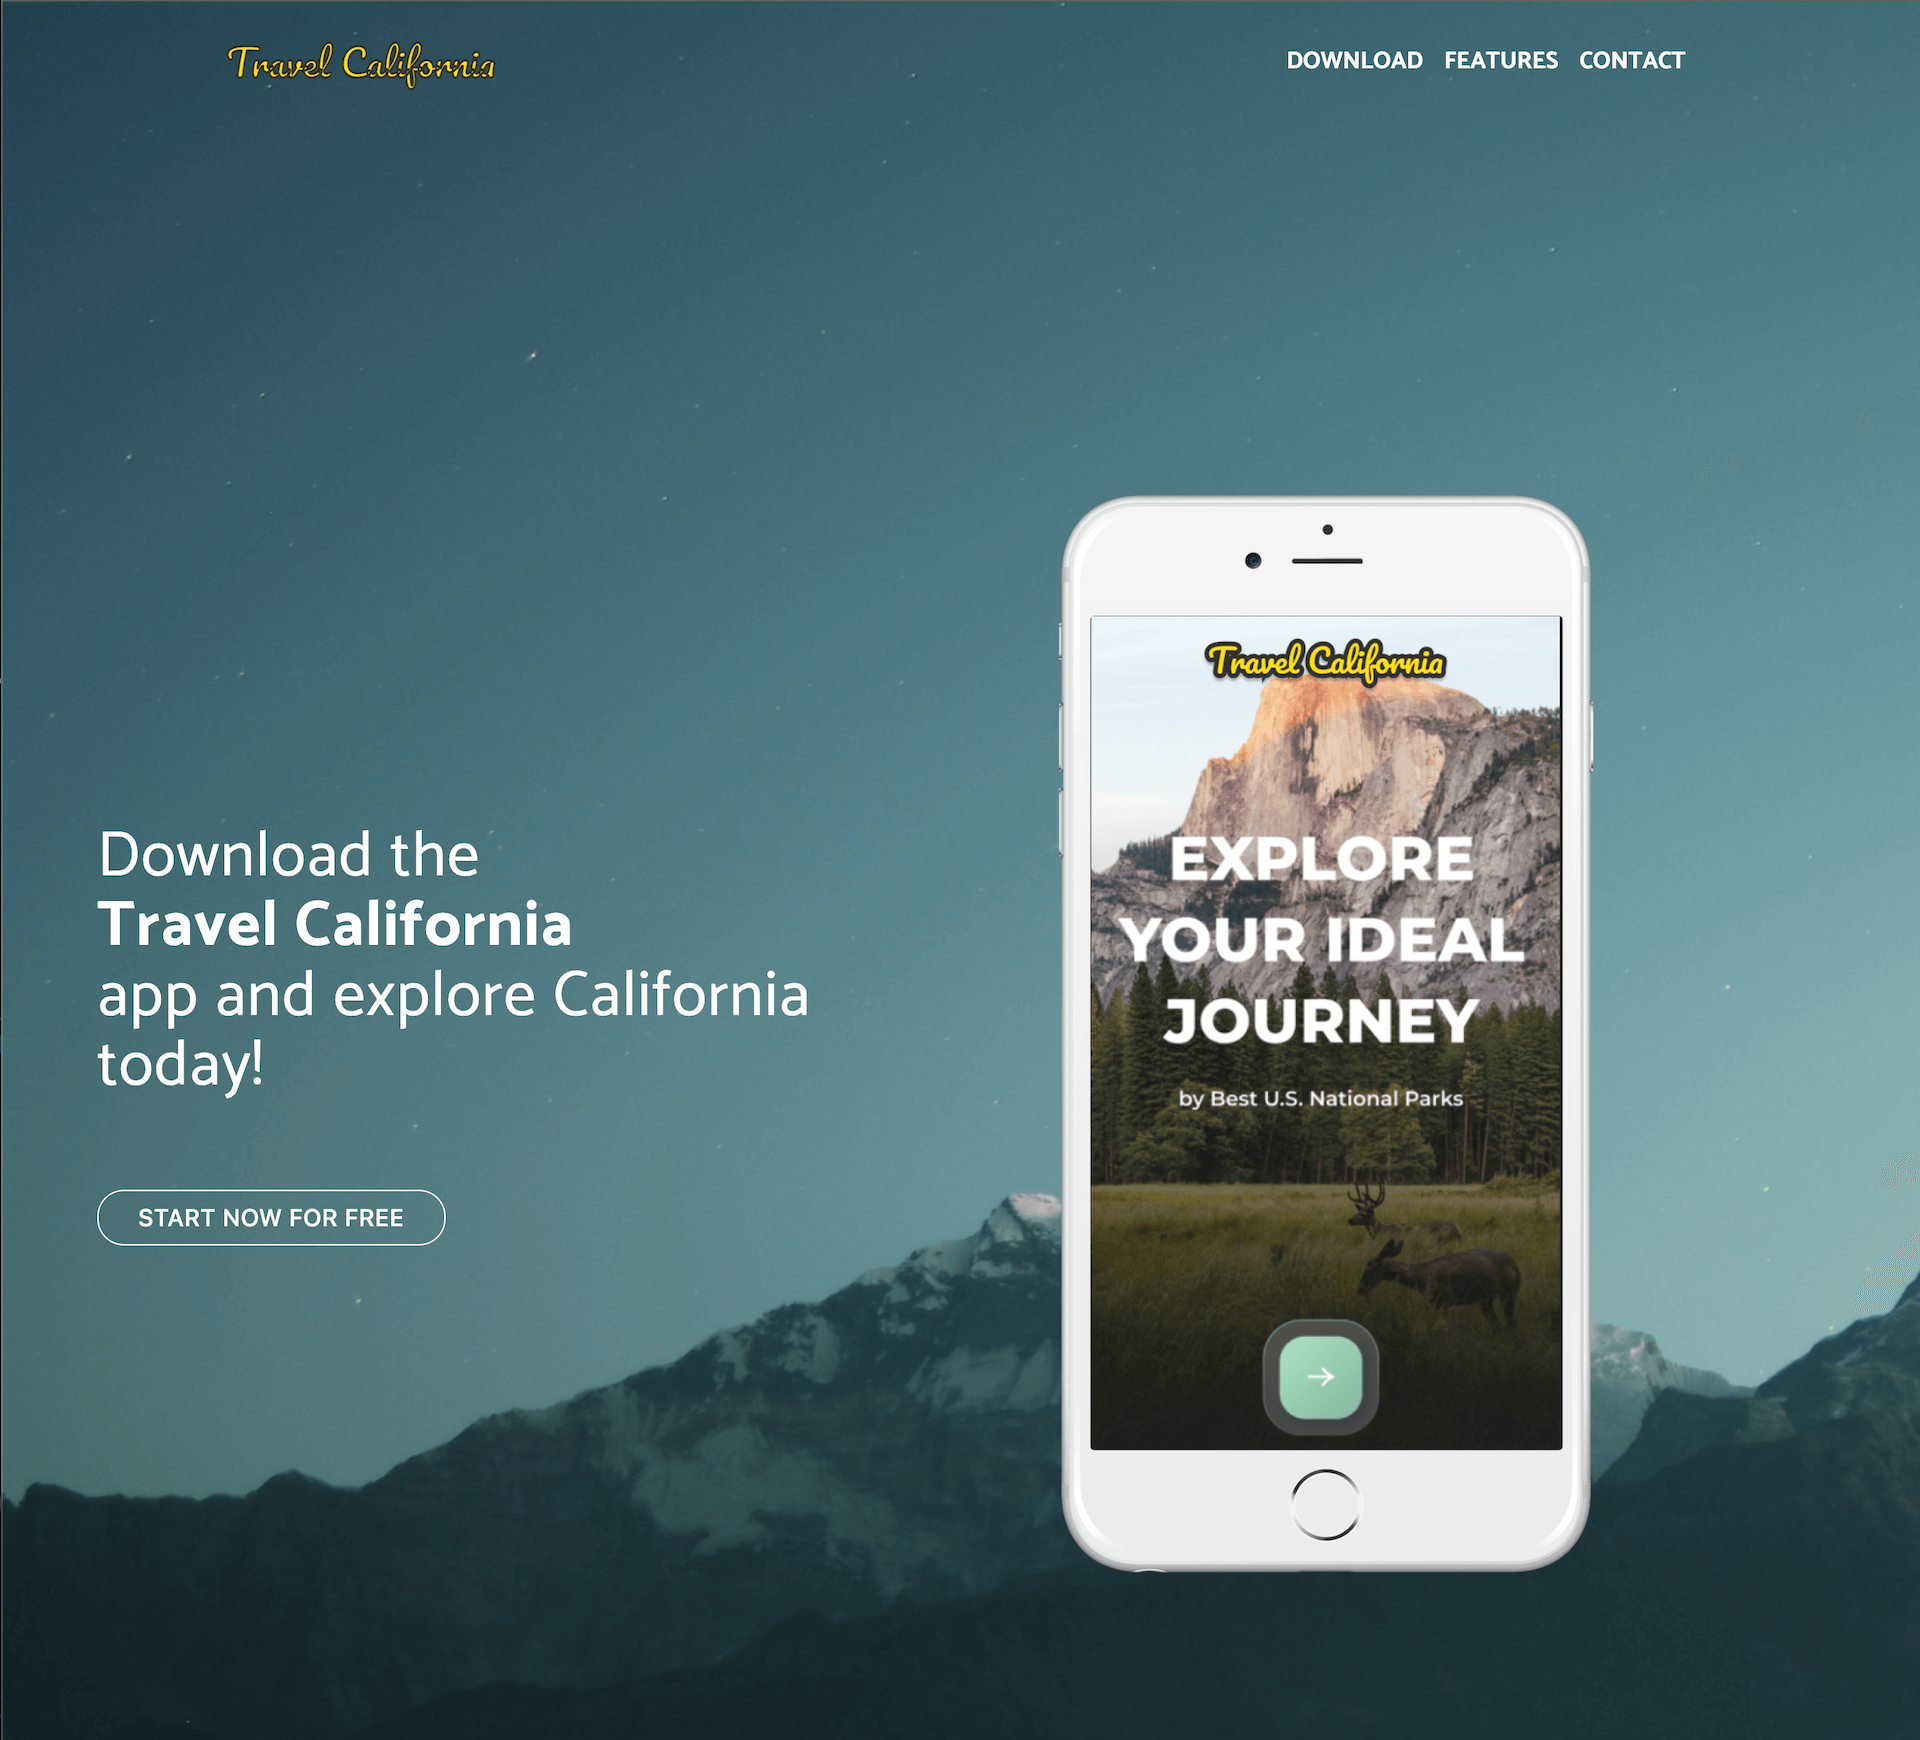 Travel California
DOWNLOAD FEATURES CONTACT
Download the
Travel California
app and explore California
today!
START NOW FOR FREE
Travel California
EXPLORE
YOUR IDEAL
JOURNEY
by Best U.S. National Parks